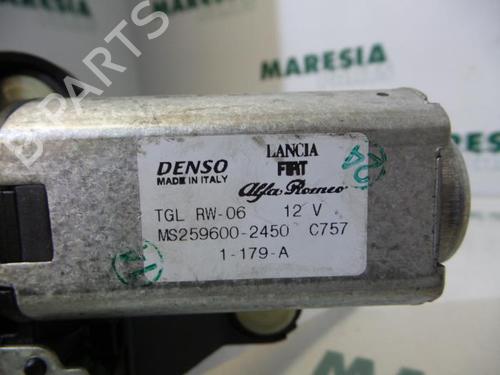 MARESIA
MARESIA
B PARTS
DENSO
MADE IN ITALY
LANCIA
FIAT
Alfa Romeo
TGL RW-06 12 V
MS259600-2450 C757
1-179-A